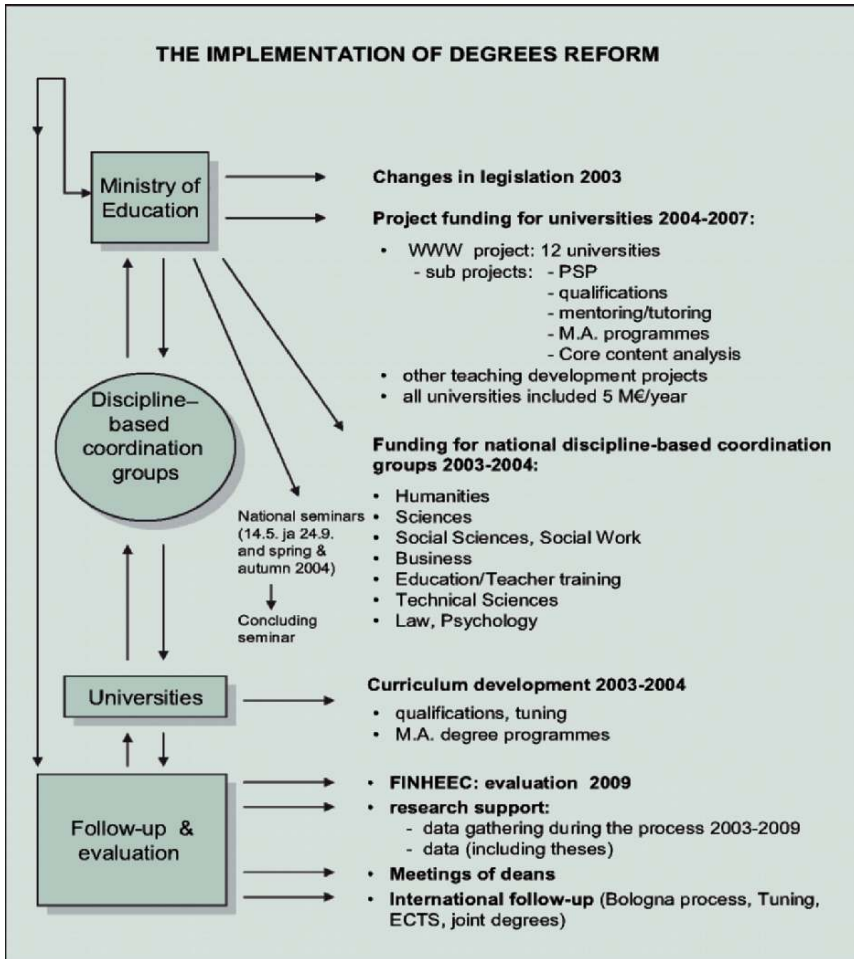 THE IMPLEMENTATION OF DEGREES REFORM
Ministry of
Education
Changes in legislation 2003
Project funding for universities 2004-2007:
• WWW project: 12 universities
- sub projects: - PSP
- qualifications
- mentoring/tutoring
- M.A. programmes
- Core content analysis
• other teaching development projects
• all universities included 5 M€/year
Discipline–
based
coordination
groups
Funding for national discipline-based coordination
groups 2003-2004:
• Humanities
• Sciences
• Social Sciences, Social Work
• Business
• Education/Teacher training
• Technical Sciences
• Law, Psychology
National seminars
(14.5. ja 24.9.
and spring &
autumn 2004)
Concluding
seminar
Universities
Curriculum development 2003-2004
• qualifications, tuning
• M.A. degree programmes
Follow-up &
evaluation
• FINHEEC: evaluation 2009
• research support:
- data gathering during the process 2003-2009
- data (including theses)
• Meetings of deans
• International follow-up (Bologna process, Tuning,
ECTS, joint degrees)